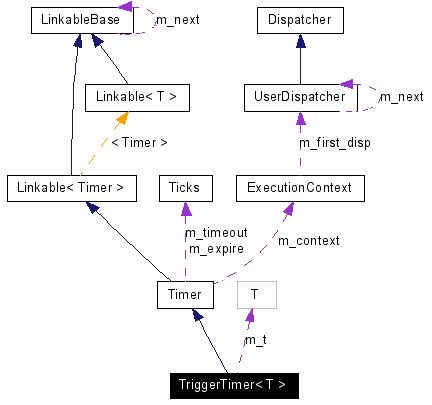 LinkableBase
m_next
Dispatcher
Linkable< T >
UserDispatcher
m_next
< Timer >
m_first_disp
Linkable< Timer >
Ticks
ExecutionContext
m_timeout
m_expire
m_context
Timer
T
m_t
TriggerTimer< T >